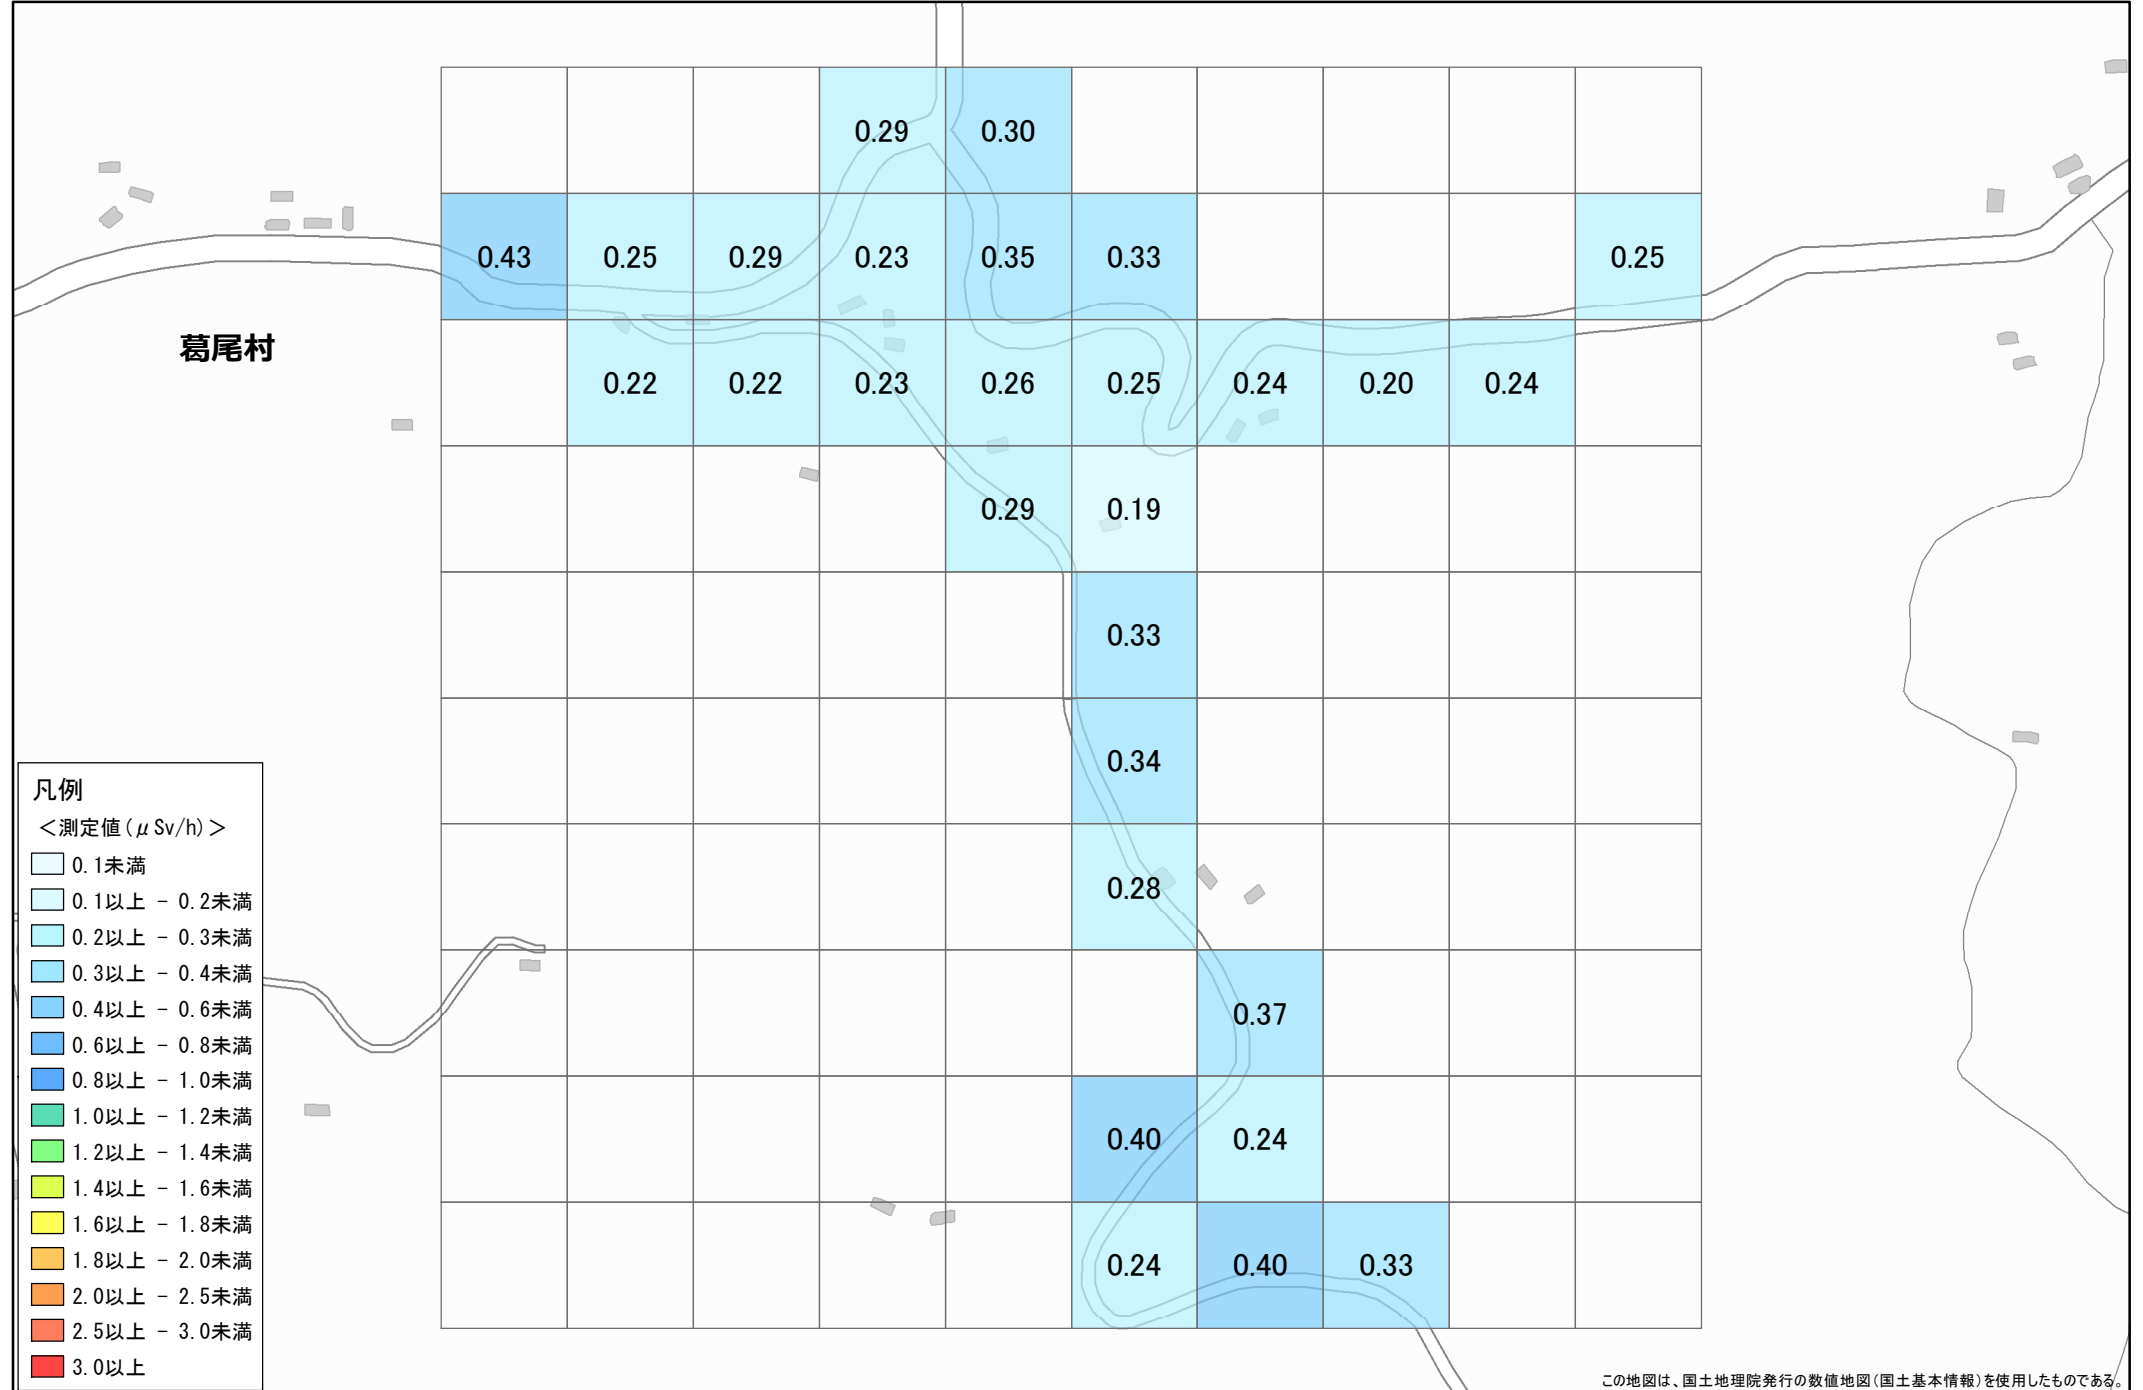 0.29 0.30
0.43 0.25 0.29 0.23 0.35 0.33 0.25
葛尾村
0.22 0.22 0.23 0.26 0.25 0.24 0.20 0.24
0.29 0.19
0.33
0.34
0.28
0.37
0.40 0.24
0.24 0.40 0.33
凡例
＜測定値(μSv/h)＞
0.1未満
0.1以上 - 0.2未満
0.2以上 - 0.3未満
0.3以上 - 0.4未満
0.4以上 - 0.6未満
0.6以上 - 0.8未満
0.8以上 - 1.0未満
1.0以上 - 1.2未満
1.2以上 - 1.4未満
1.4以上 - 1.6未満
1.6以上 - 1.8未満
1.8以上 - 2.0未満
2.0以上 - 2.5未満
2.5以上 - 3.0未満
3.0以上
この地図は、国土地理院発行の数値地図(国土基本情報)を使用したものである。